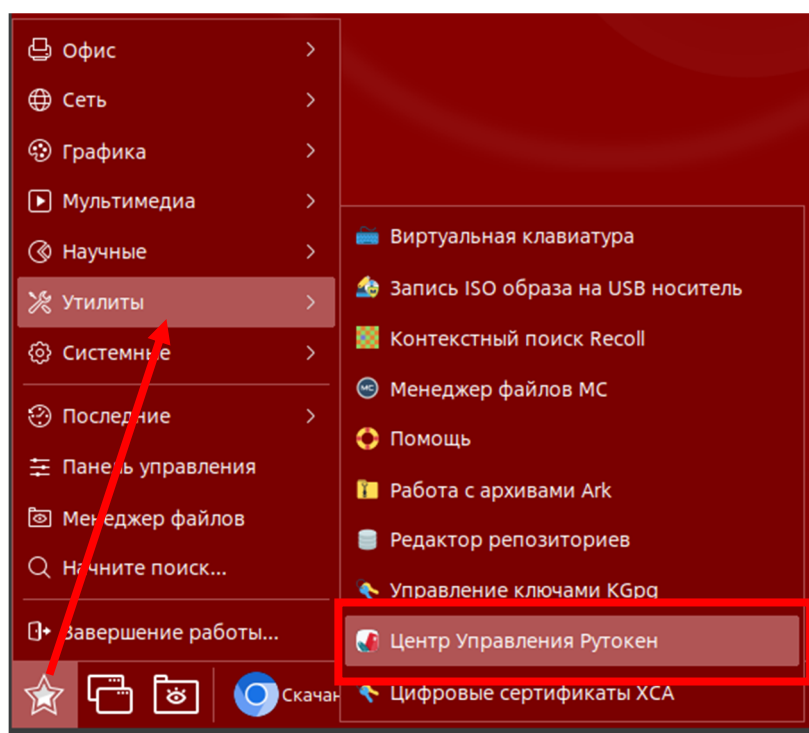 Офис
Сеть
Графика
Мультимедиа
Научные
Утилиты
Системные
Последние
Панель управления
Менеджер файлов
Начните поиск...
Завершение работы...
Виртуальная клавиатура
Запись ISO образа на USB носитель
Контекстный поиск Recoll
Менеджер файлов MC
Помощь
Работа с архивами Ark
Редактор репозиториев
Управление ключами KGpg
Центр Управления Рутокен
Цифровые сертификаты XCA
Скачан